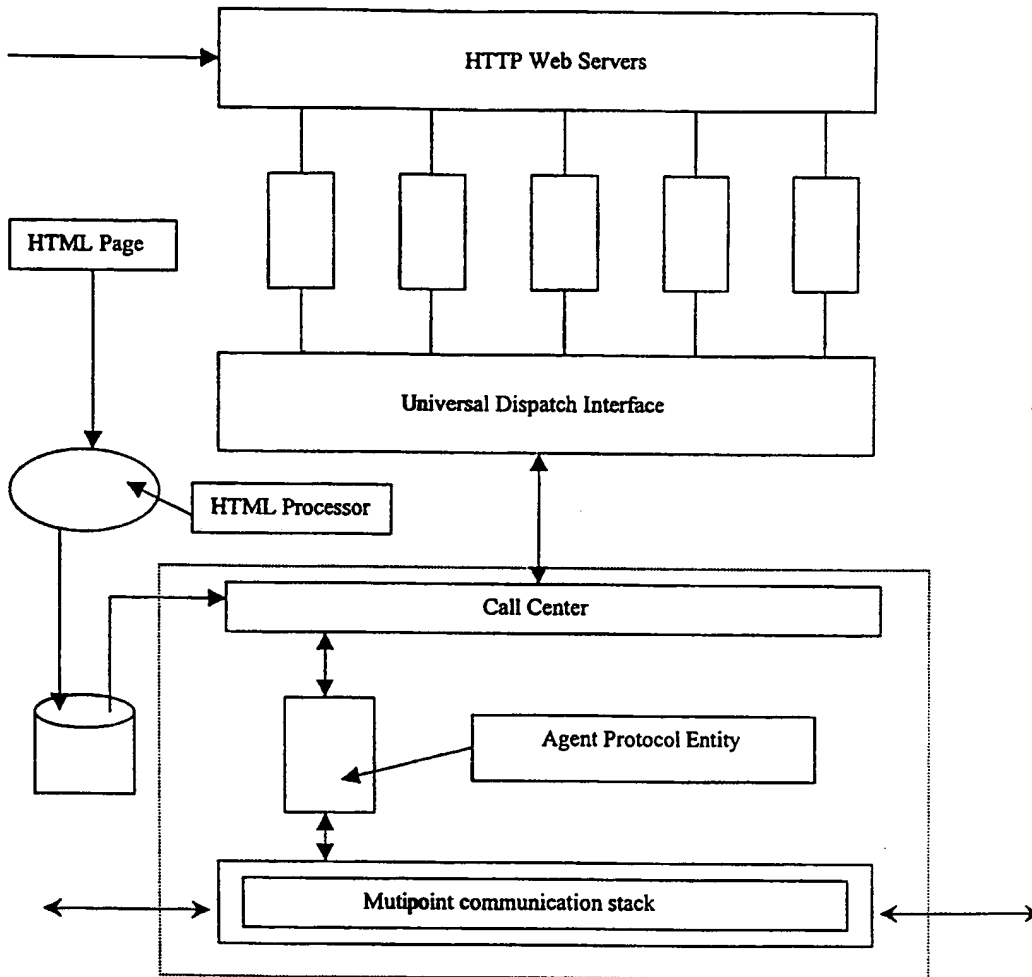 HTTP Web Servers
HTML Page
Universal Dispatch Interface
HTML Processor
Call Center
Agent Protocol Entity
Mutipoint communication stack